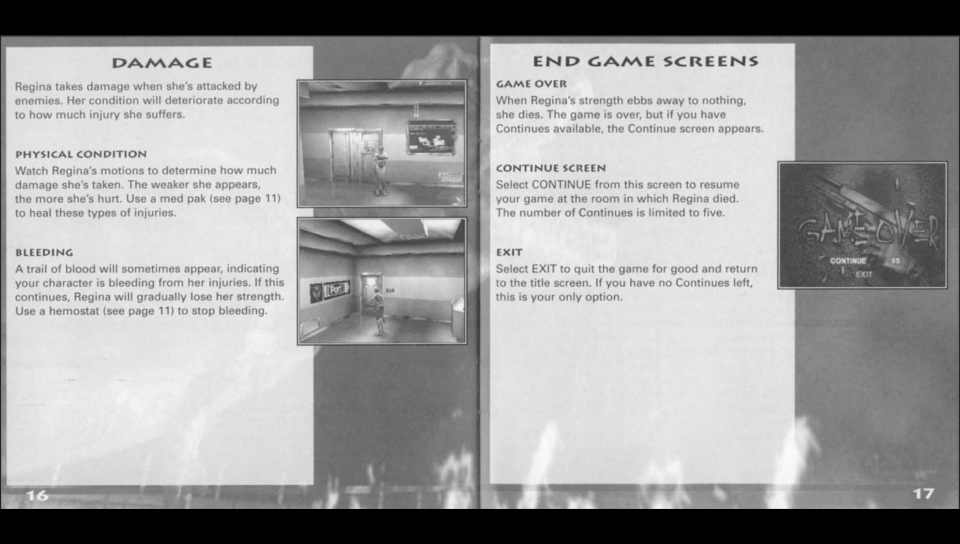 DAMAGE
Regina takes damage when she's attacked by
enemies. Her condition will deteriorate according
to how much injury she suffers.
PHYSICAL CONDITION
Watch Regina's motions to determine how much
damage she's taken. The weaker she appears,
the more she's hurt. Use a med pak (see page 11)
to heal these types of injuries.
BLEEDING
A trail of blood will sometimes appear, indicating
your character is bleeding from her injuries. If this
continues, Regina will gradually lose her strength.
Use a hemostat (see page 11) to stop bleeding.
16
END GAME SCREENS
GAME OVER
When Regina's strength ebbs away to nothing,
she dies. The game is over, but if you have
Continues available, the Continue screen appears.
CONTINUE SCREEN
Select CONTINUE from this screen to resume
your game at the room in which Regina died.
The number of Continues is limited to five.
EXIT
Select EXIT to quit the game for good and return
to the title screen. If you have no Continues left,
this is your only option.
GAME OVER
CONTINUE 05
EXIT
17